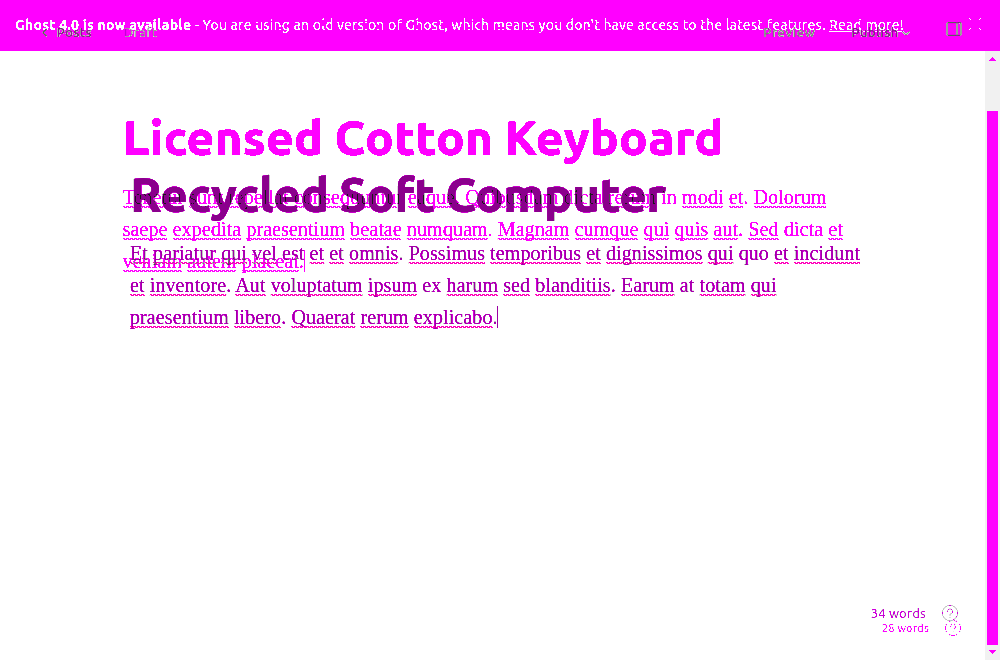 Ghost 4.0 is now available - You are using an old version of Ghost, which means you don't have access to the latest features. Read more!
Posts Draft Preview Publish
Licensed Cotton Keyboard
Recycled Soft Computer
in modi et. Dolorum
saepe expedita praesentium beatae numquam. Magnam cumque qui quis aut. Sed dicta et
veniam autem placeat.
Et pariatur qui vel est et et omnis. Possimus temporibus et dignissimos qui quo et incidunt
et inventore. Aut voluptatum ipsum ex harum sed blanditiis. Earum at totam qui
praesentium libero. Quaerat rerum explicabo.
34 words
28 words